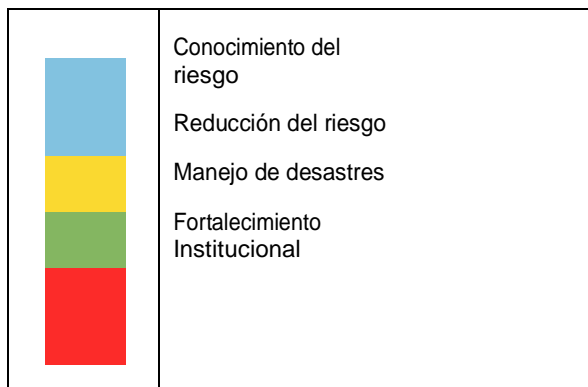 Conocimiento del
riesgo
Reducción del riesgo
Manejo de desastres
Fortalecimiento
Institucional